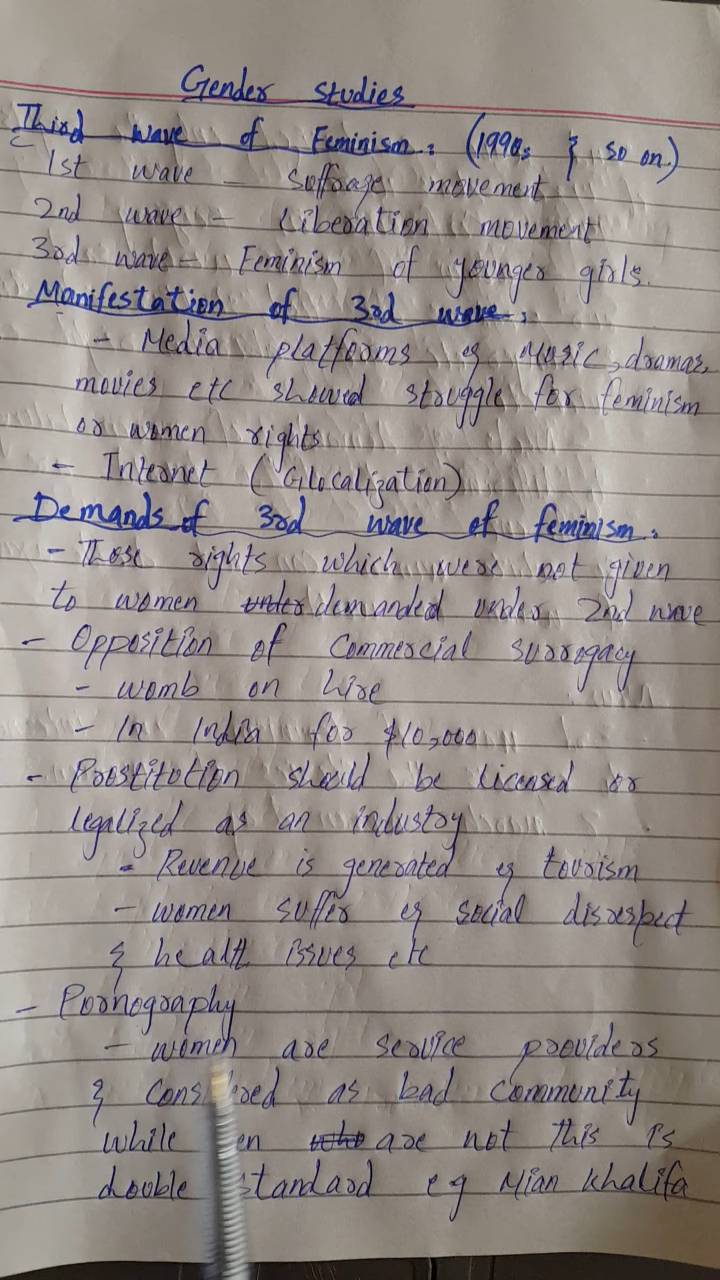 Gender studies
Third wave of Feminism: (1990s & so on)
1st wave - suffrage movement
2nd wave - Liberation movement
3rd wave - Feminism of younger girls.
Manifestation of 3rd wave:
- Media platforms eg Music, dramas,
movies etc showed struggle for feminism
or women rights
- Internet (Glocalization)
Demands of 3rd wave of feminism:
- Those rights which were not given
to women under demanded under 2nd wave
- Opposition of Commercial surrogacy
- womb on hire
- In India for $10,000
- Prostitution should be licensed or
legalized as an industry
- Revenue is generated eg tourism
- women suffer eg social disrespect
& health issues etc
- Pornography
- women are service providers
& Cons red as bad community
while en are not this is
double standard eg Mian Khalifa